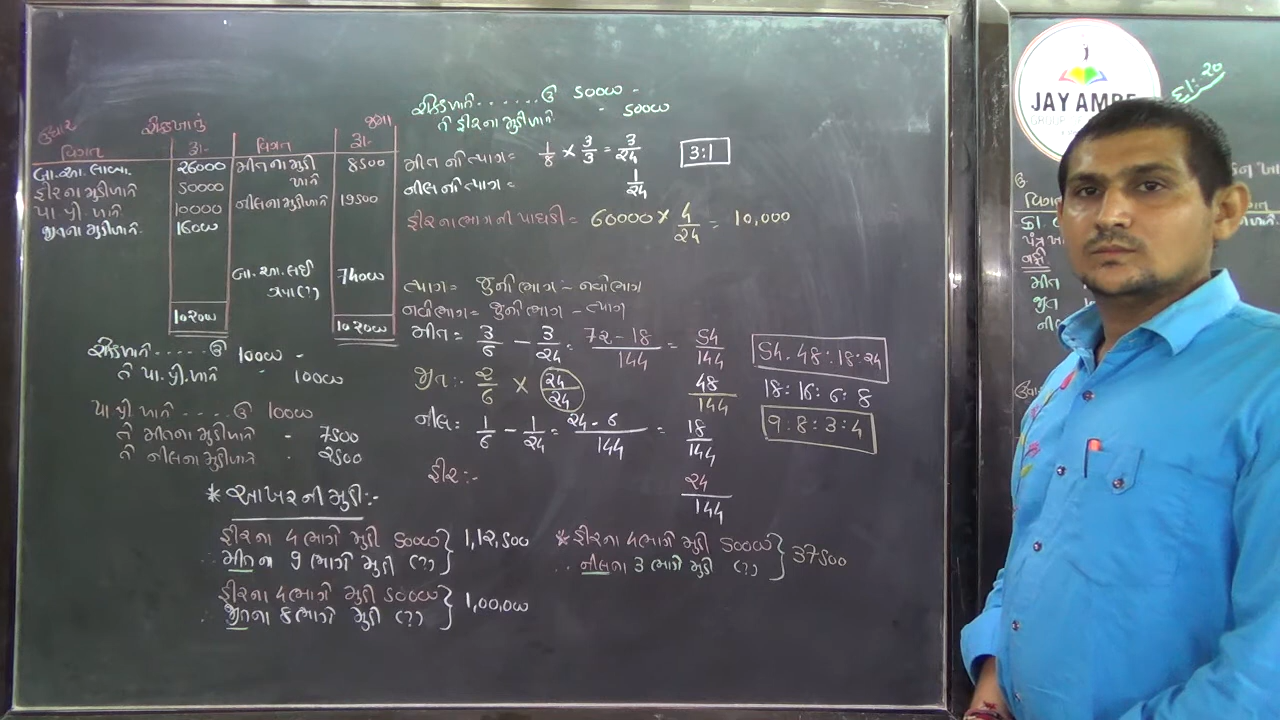 રોકડખાતે.......ઉ 50000 -
તે હીરના મુડીખાતે - 50000
ઉધાર રોકડખાતું જમા
વિગત રૂા. વિગત રૂા.
બા.આ. લાવ્યા. 26000 મીતના મુડી ખાતે 8500
હીરના મુડીખાતે 50000 નીલના મુડીખાતે 19500
પા.ધી.ખાતે 10000
જીતના મુડીખાતે. 16000
બા.આ.લઈ ગયા(?) 74000
102000 102000
રોકડખાતે.....ઉ 10000 -
તે પા.ધી.ખાતે 10000
પા.ધી.ખાતે ....ઉ 10000
તે મીતના મુડીખાતે - 7500
તે નીલના મુડીખાતે - 2500
મીત નો ત્યાગ = 1/8 × 3/3 = 3/24 3:1
નીલ નો ત્યાગ = 1/24
હીરના ભાગની પાઘડી = 60000 × 4/24 = 10,000
ત્યાગ = જુનો ભાગ - નવો ભાગ
નવો ભાગ = જુનો ભાગ - ત્યાગ
મીત = 3/6 - 3/24 = 72-18/144 = 54/144
જીત :- 2/6 × 24/24 48/144
નીલ = 1/6 - 1/24 = 24-6/144 = 18/144
હીર :- 24/144
54:48:18:24
18:16:6:8
9:8:3:4
* આખરની મુડી:-
હીરના 4 ભાગે મુડી 50000 } 1,12,500
∴ મીતના 9 ભાગે મુડી (?)
હીરના 4 ભાગે મુડી 50000 } 1,00,000
∴ જીતના 8 ભાગે મુડી (?)
* હીરના 4 ભાગે મુડી 50000 } 37500
∴ નીલના 3 ભાગે મુડી (?)
JAY AMBE
20
મીત
જીત